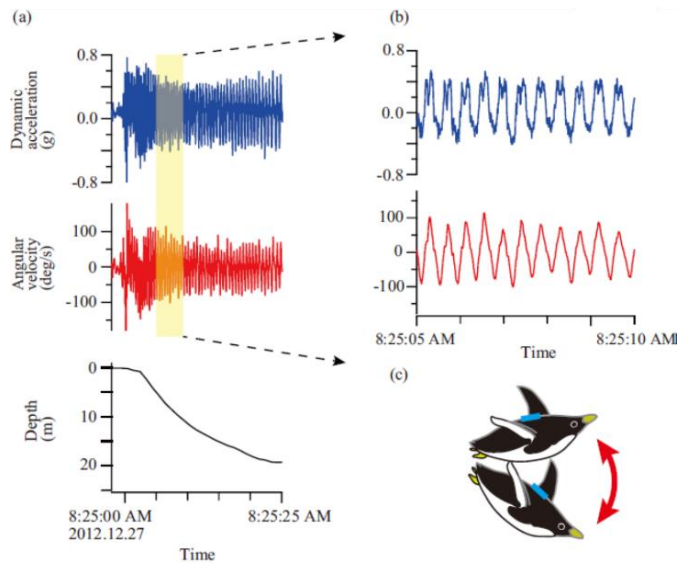 (a)
0.8
0.0
-0.8
Dynamic
acceleration
(g)
100
0
-100
Angular
velocity
(deg/s)
0
10
20
Depth
(m)
8:25:00 AM
2012.12.27
8:25:25 AM
Time
(b)
0.8
0.0
-0.8
100
0
-100
8:25:05 AM
8:25:10 AM
Time
(c)